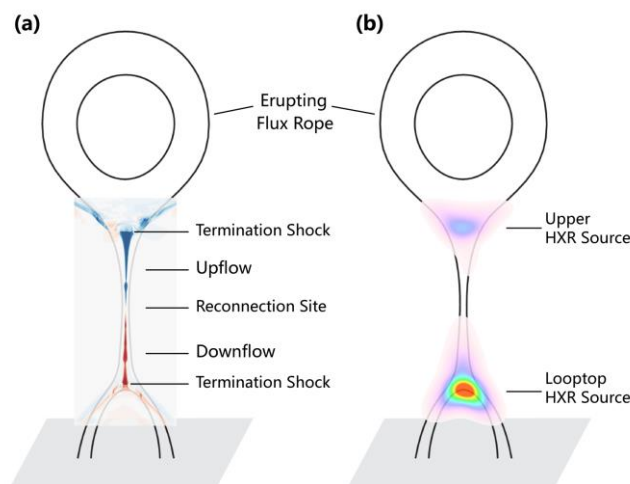 (a)
(b)
Erupting
Flux Rope
Termination Shock
Upflow
Reconnection Site
Downflow
Termination Shock
Upper
HXR Source
Looptop
HXR Source